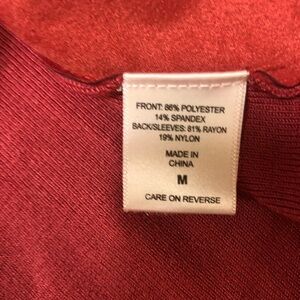 FRONT: 86% POLYESTER
14% SPANDEX
BACK/SLEEVES: 81% RAYON
19% NYLON
MADE IN
CHINA
M
CARE ON REVERSE